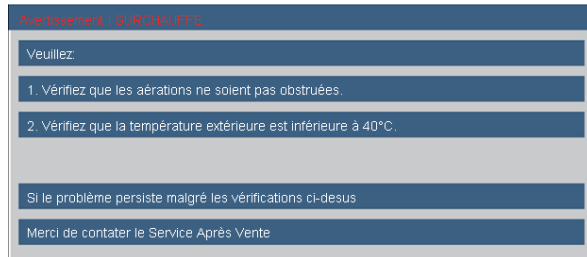 Avertissement ! SURCHAUFFE
Veuillez:
1. Vérifiez que les aérations ne soient pas obstruées.
2. Vérifiez que la température extérieure est inférieure à 40°C.
Si le problème persiste malgré les vérifications ci-desus
Merci de contater le Service Après Vente